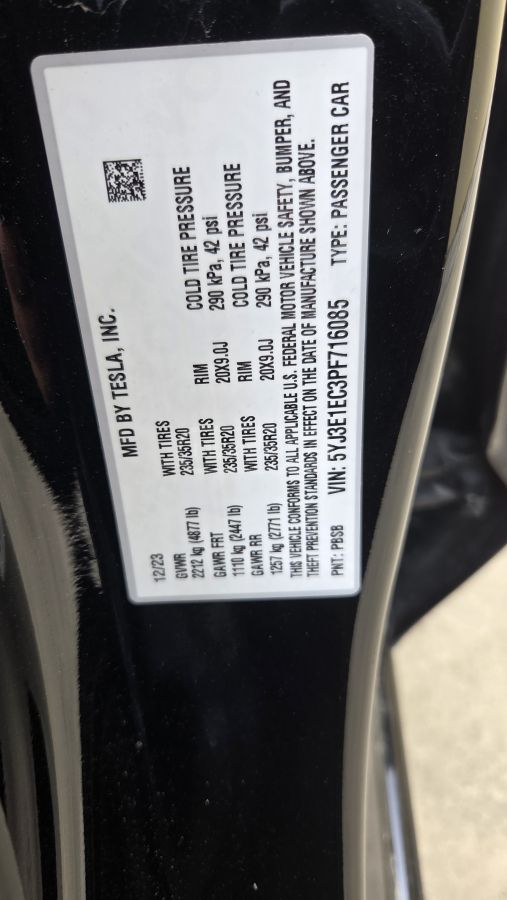 MFD BY TESLA, INC.
12/23
GVWR WITH TIRES RIM COLD TIRE PRESSURE
2212 kg (4877 lb) 235/35R20 20X9.0J 290 kPa, 42 psi
GAWR FRT WITH TIRES RIM COLD TIRE PRESSURE
1110 kg (2447 lb) 235/35R20 20X9.0J 290 kPa, 42 psi
GAWR RR WITH TIRES
1257 kg (2771 lb) 235/35R20
THIS VEHICLE CONFORMS TO ALL APPLICABLE U.S. FEDERAL MOTOR VEHICLE SAFETY, BUMPER, AND
THEFT PREVENTION STANDARDS IN EFFECT ON THE DATE OF MANUFACTURE SHOWN ABOVE.
PNT: PBSB VIN: 5YJ3E1EC3PF716085 TYPE: PASSENGER CAR